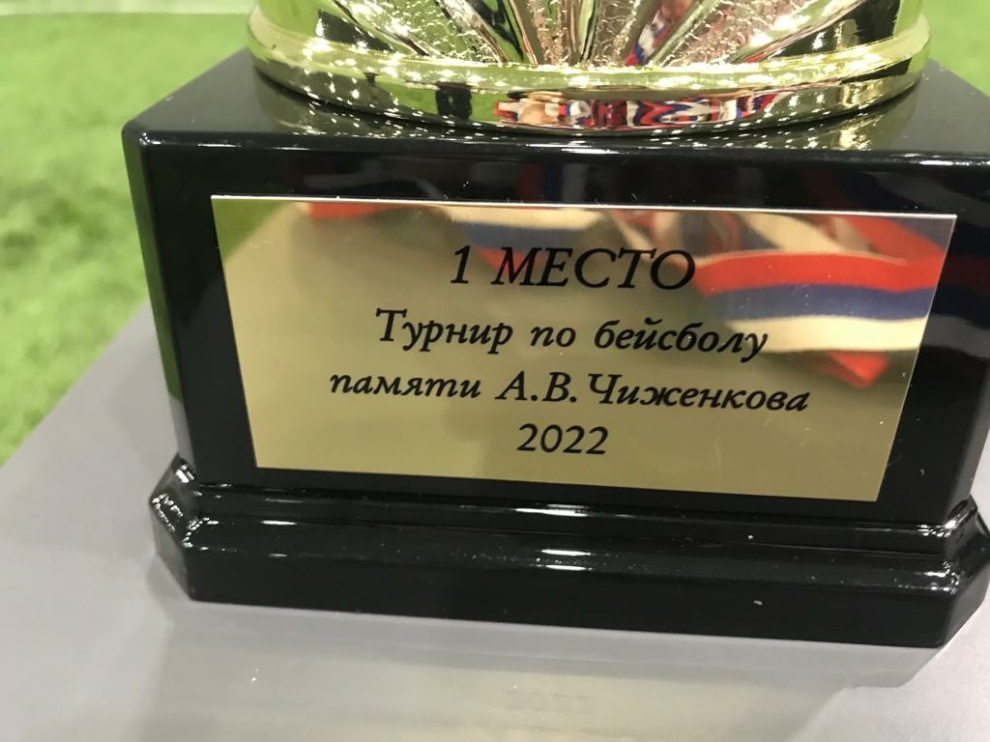 1 МЕСТО
Турнир по бейсболу
памяти А.В. Чиженкова
2022